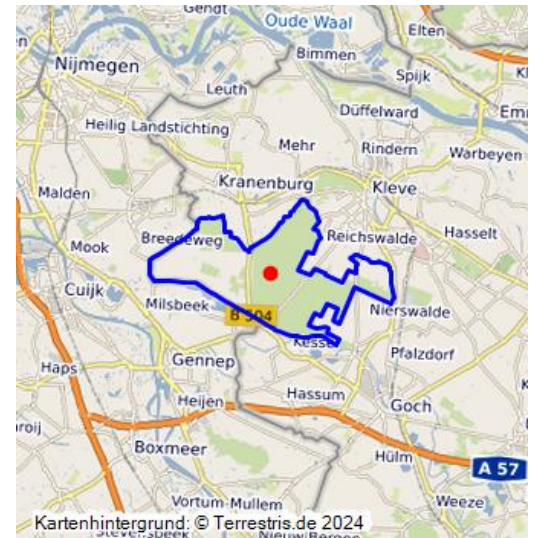 Gendt
Oude Waal
Elten
Nijmegen
Bimmen
Spijk
Leuth
Düffelward
Em
Heilig Landstichting
Mehr
Rindern
Warbeyen
Kranenburg
Kleve
Malden
Hasselt
Breedeweg
Reichswalde
Mook
Cuijk
Milsbeek
B 504
Nierswalde
Kessel
Pfalzdorf
Gennep
Haps
Heijen
Hassum
Goch
roij
Boxmeer
Hülm
A 57
Vortum-Mullem
Weeze
Kartenhintergrund: © Terrestris.de 2024